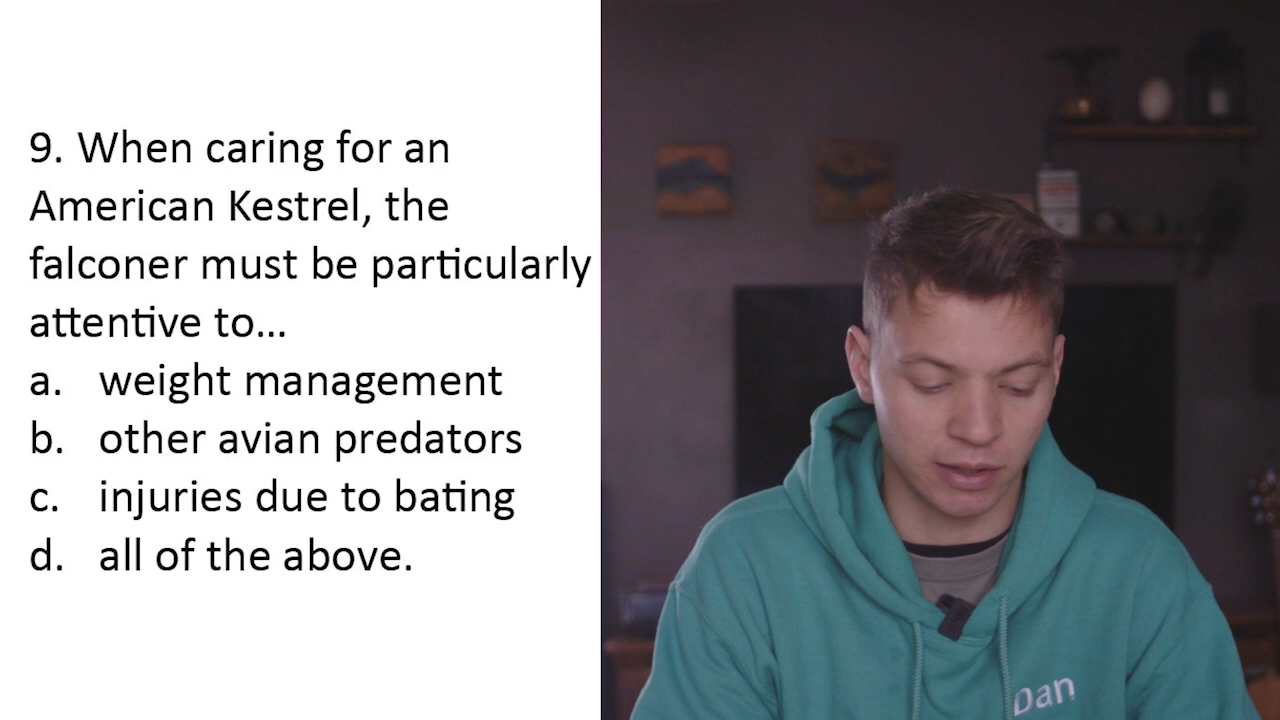 9. When caring for an
American Kestrel, the
falconer must be particularly
attentive to...
a. weight management
b. other avian predators
c. injuries due to bating
d. all of the above.
Dan